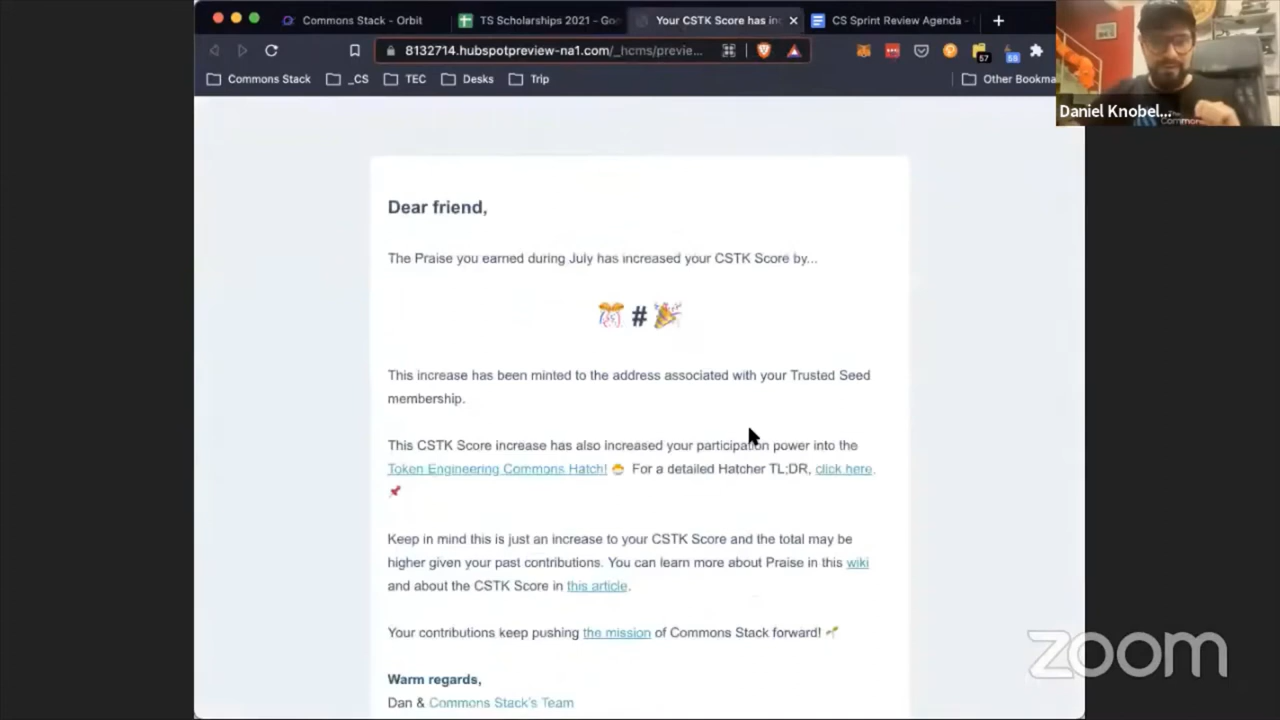 Commons Stack - Orbit
TS Scholarships 2021 - Goo
Your CSTK Score has inc
CS Sprint Review Agenda -
8132714.hubspotpreview-na1.com/_hcms/previe...
57
59
Commons Stack
_CS
TEC
Desks
Trip
Other Bookma
Daniel Knobel...
Dear friend,
The Praise you earned during July has increased your CSTK Score by...
🎊 # 🎉
This increase has been minted to the address associated with your Trusted Seed
membership.
This CSTK Score increase has also increased your participation power into the
Token Engineering Commons Hatch! 🐣 For a detailed Hatcher TL;DR, click here.
📌
Keep in mind this is just an increase to your CSTK Score and the total may be
higher given your past contributions. You can learn more about Praise in this wiki
and about the CSTK Score in this article.
Your contributions keep pushing the mission of Commons Stack forward! 🌱
Warm regards,
Dan & Commons Stack's Team
zoom